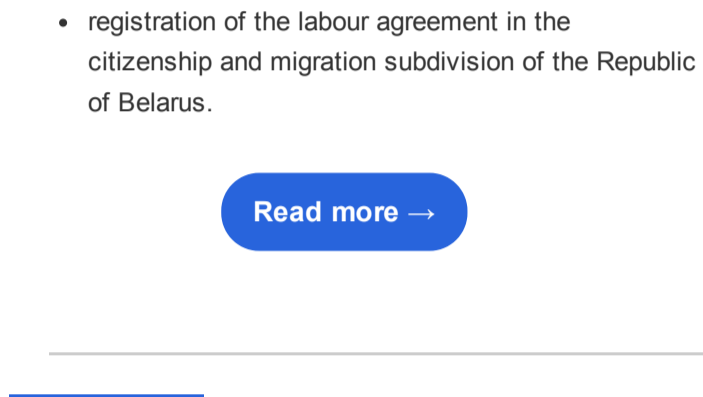 • registration of the labour agreement in the
citizenship and migration subdivision of the Republic
of Belarus.
Read more →